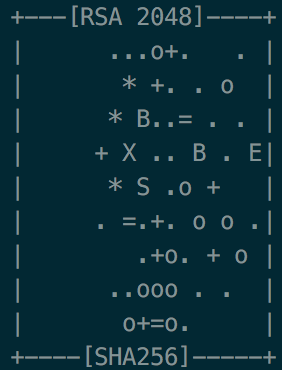 +---[RSA 2048]----+
|      ...o+.   . |
|       * +. . o  |
|      * B..= . . |
|     + X .. B . E|
|      * S .o +   |
|     . =.+. o o .|
|        .+o. + o |
|      ..ooo . .  |
|       o+=o.     |
+----[SHA256]-----+